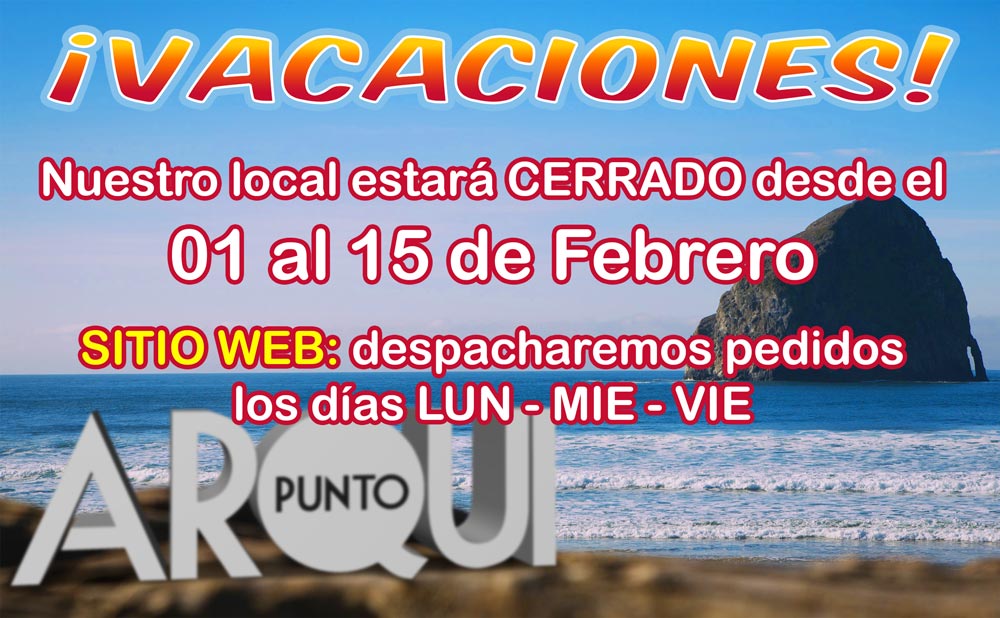 ¡VACACIONES!
Nuestro local estará CERRADO desde el
01 al 15 de Febrero
SITIO WEB: despacharemos pedidos
los días LUN - MIE - VIE
ARQUI
PUNTO